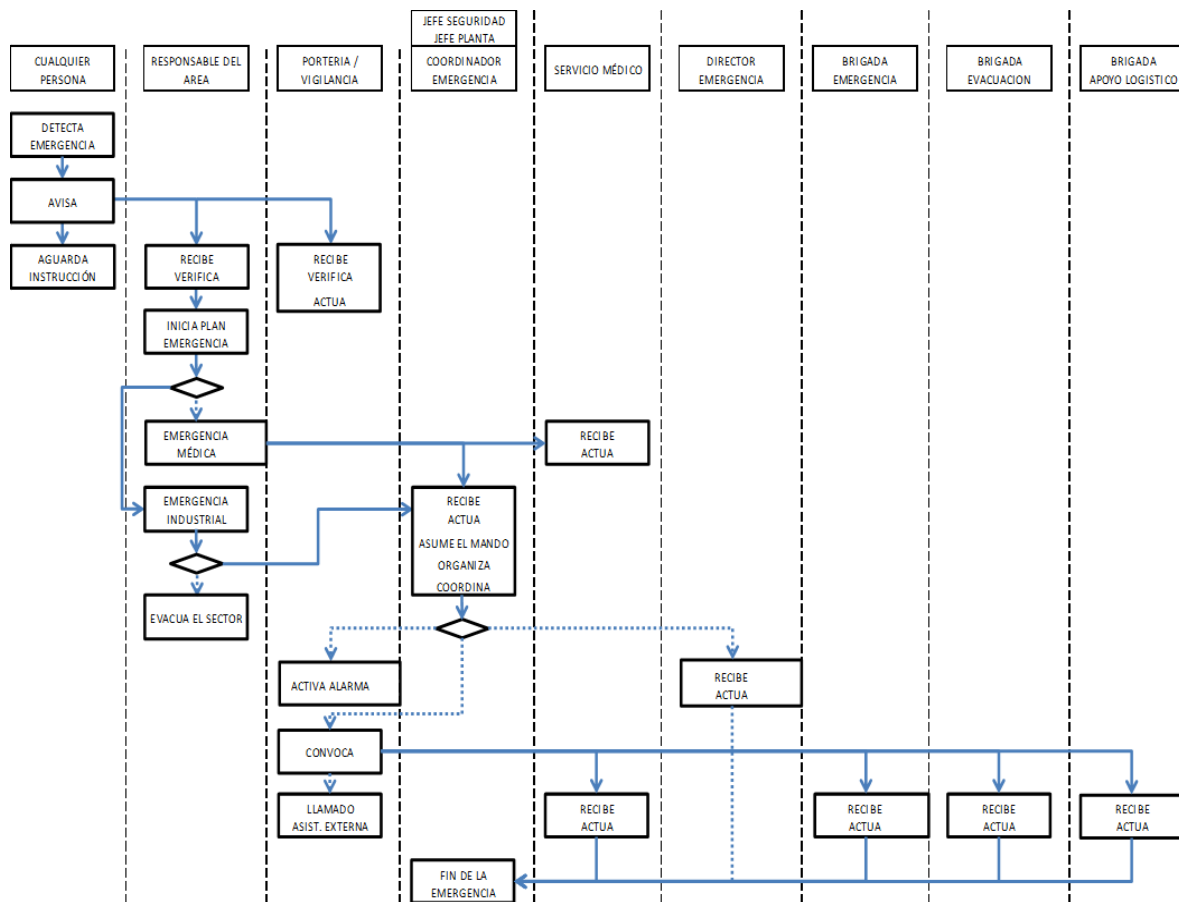 JEFE SEGURIDAD
JEFE PLANTA
CUALQUIER
PERSONA
RESPONSABLE DEL
AREA
PORTERIA /
VIGILANCIA
COORDINADOR
EMERGENCIA
SERVICIO MÉDICO
DIRECTOR
EMERGENCIA
BRIGADA
EMERGENCIA
BRIGADA
EVACUACION
BRIGADA
APOYO LOGISTICO
DETECTA
EMERGENCIA
AVISA
AGUARDA
INSTRUCCIÓN
RECIBE
VERIFICA
RECIBE
VERIFICA
ACTUA
INICIA PLAN
EMERGENCIA
EMERGENCIA
MÉDICA
RECIBE
ACTUA
EMERGENCIA
INDUSTRIAL
RECIBE
ACTUA
ASUME EL MANDO
ORGANIZA
COORDINA
EVACUA EL SECTOR
ACTIVA ALARMA
RECIBE
ACTUA
CONVOCA
LLAMADO
ASIST. EXTERNA
RECIBE
ACTUA
RECIBE
ACTUA
RECIBE
ACTUA
RECIBE
ACTUA
FIN DE LA
EMERGENCIA